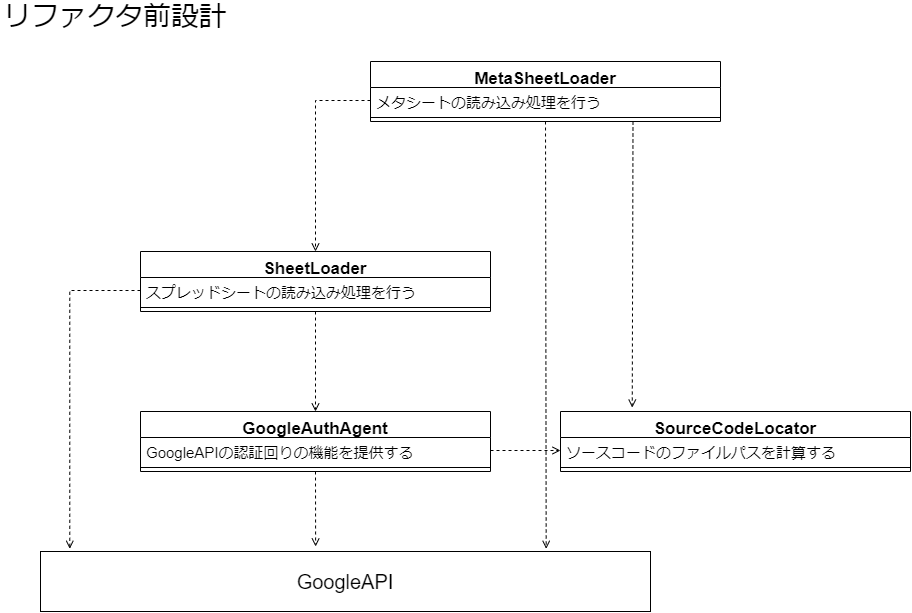 リファクタ前設計
MetaSheetLoader
メタシートの読み込み処理を行う
SheetLoader
スプレッドシートの読み込み処理を行う
GoogleAuthAgent
GoogleAPIの認証回りの機能を提供する
SourceCodeLocator
ソースコードのファイルパスを計算する
GoogleAPI